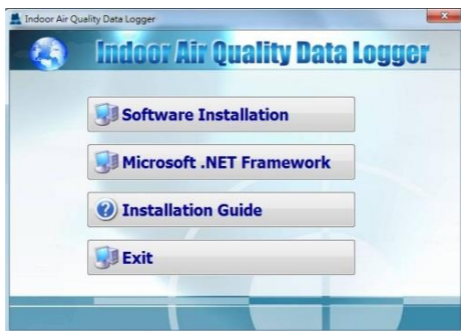 Indoor Air Quality Data Logger
Indoor Air Quality Data Logger
Software Installation
Microsoft .NET Framework
Installation Guide
Exit